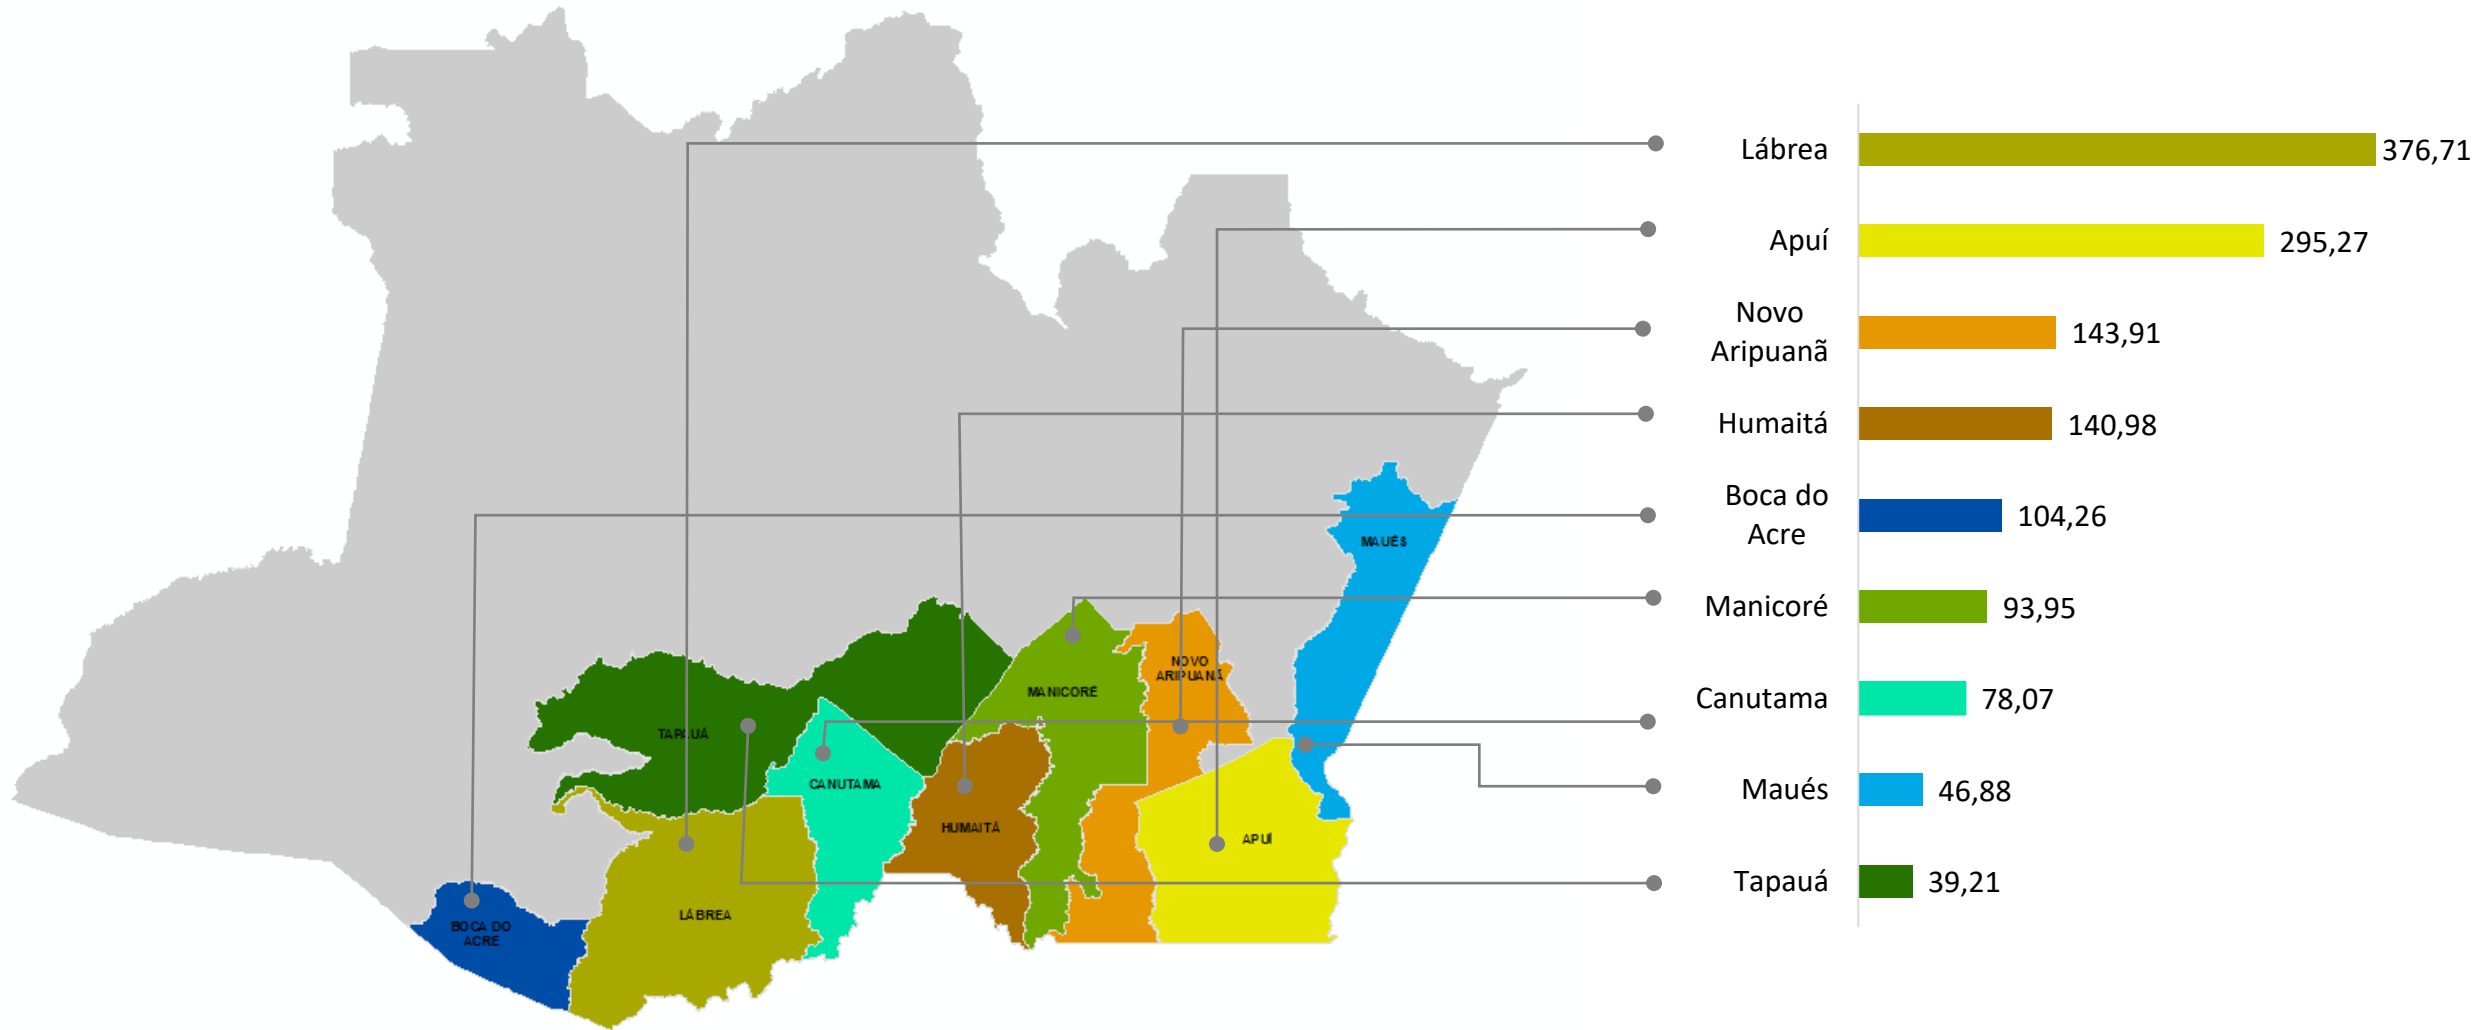 Lábrea
376,71
Apuí
295,27
Novo
Aripuanã
143,91
Humaitá
140,98
Boca do
Acre
104,26
Manicoré
93,95
Canutama
78,07
Maués
46,88
Tapauá
39,21
MAUÉS
NOVO
ARIPUANÃ
MANICORÉ
TAPAUÁ
CANUTAMA
HUMAITÁ
APUÍ
LÁBREA
BOCA DO
ACRE